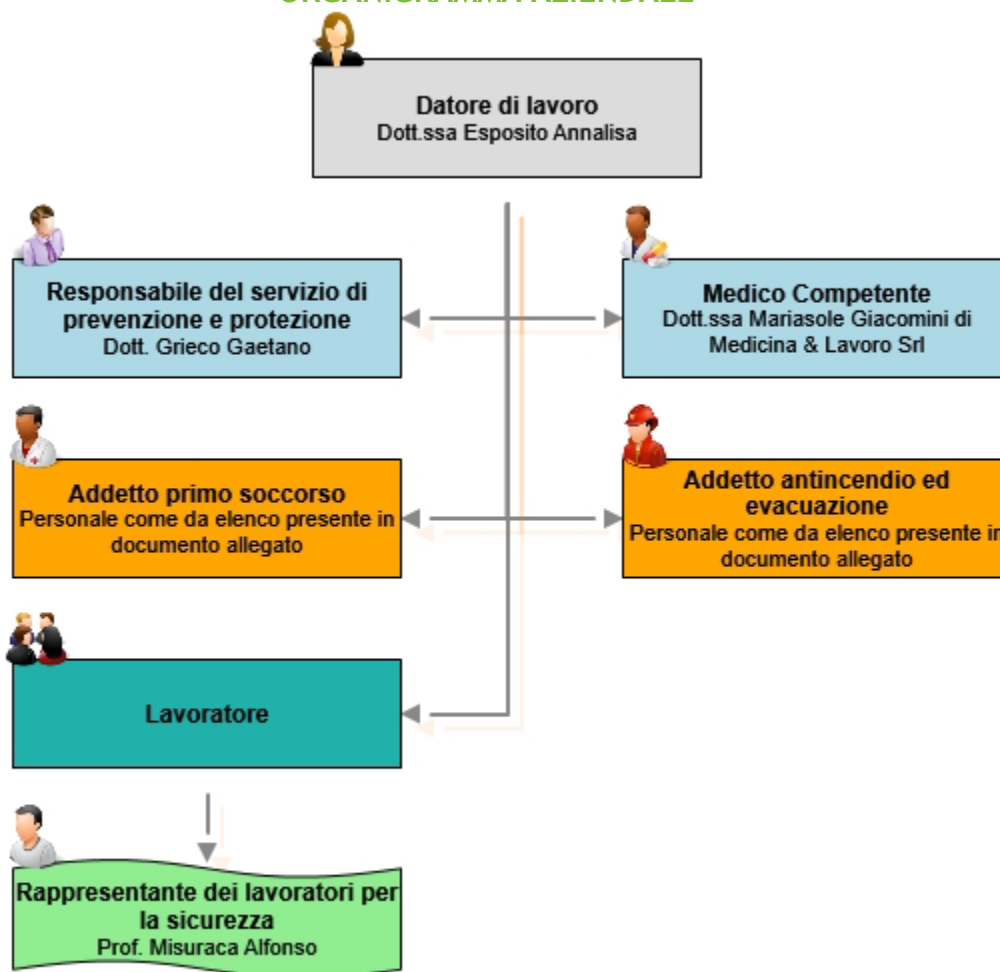 ORGANIGRAMMA AZIENDALE
Datore di lavoro
Dott.ssa Esposito Annalisa
Responsabile del servizio di
prevenzione e protezione
Dott. Grieco Gaetano
Medico Competente
Dott.ssa Mariasole Giacomini di
Medicina & Lavoro Srl
Addetto primo soccorso
Personale come da elenco presente in
documento allegato
Addetto antincendio ed
evacuazione
Personale come da elenco presente in
documento allegato
Lavoratore
Rappresentante dei lavoratori per
la sicurezza
Prof. Misuraca Alfonso